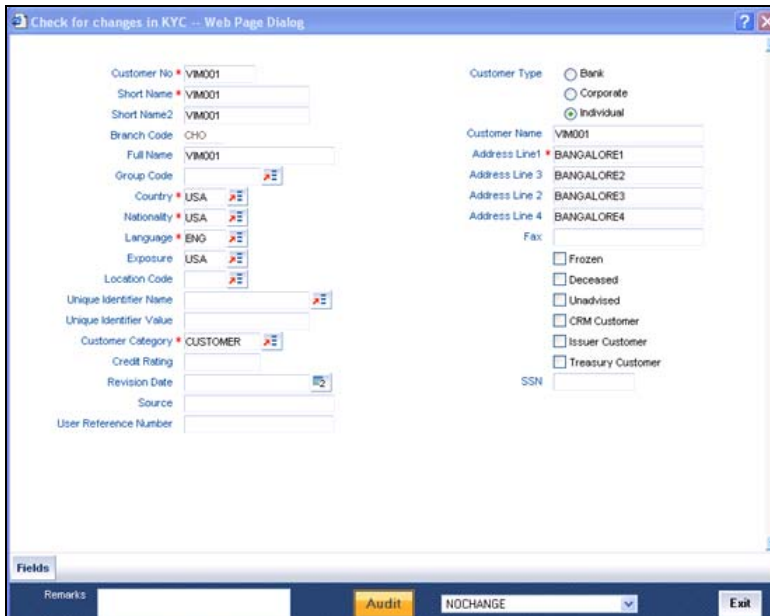 Check for changes in KYC -- Web Page Dialog
Customer No * VIM001
Short Name * VIM001
Short Name2 VIM001
Branch Code CHO
Full Name VIM001
Group Code
Country * USA
Nationality * USA
Language * ENG
Exposure USA
Location Code
Unique Identifier Name
Unique Identifier Value
Customer Category * CUSTOMER
Credit Rating
Revision Date
Source
User Reference Number
Customer Type Bank
Corporate
Individual
Customer Name VIM001
Address Line1 * BANGALORE1
Address Line 3 BANGALORE2
Address Line 2 BANGALORE3
Address Line 4 BANGALORE4
Fax
Frozen
Deceased
Unadvised
CRM Customer
Issuer Customer
Treasury Customer
SSN
Fields
Remarks Audit NOCHANGE Exit